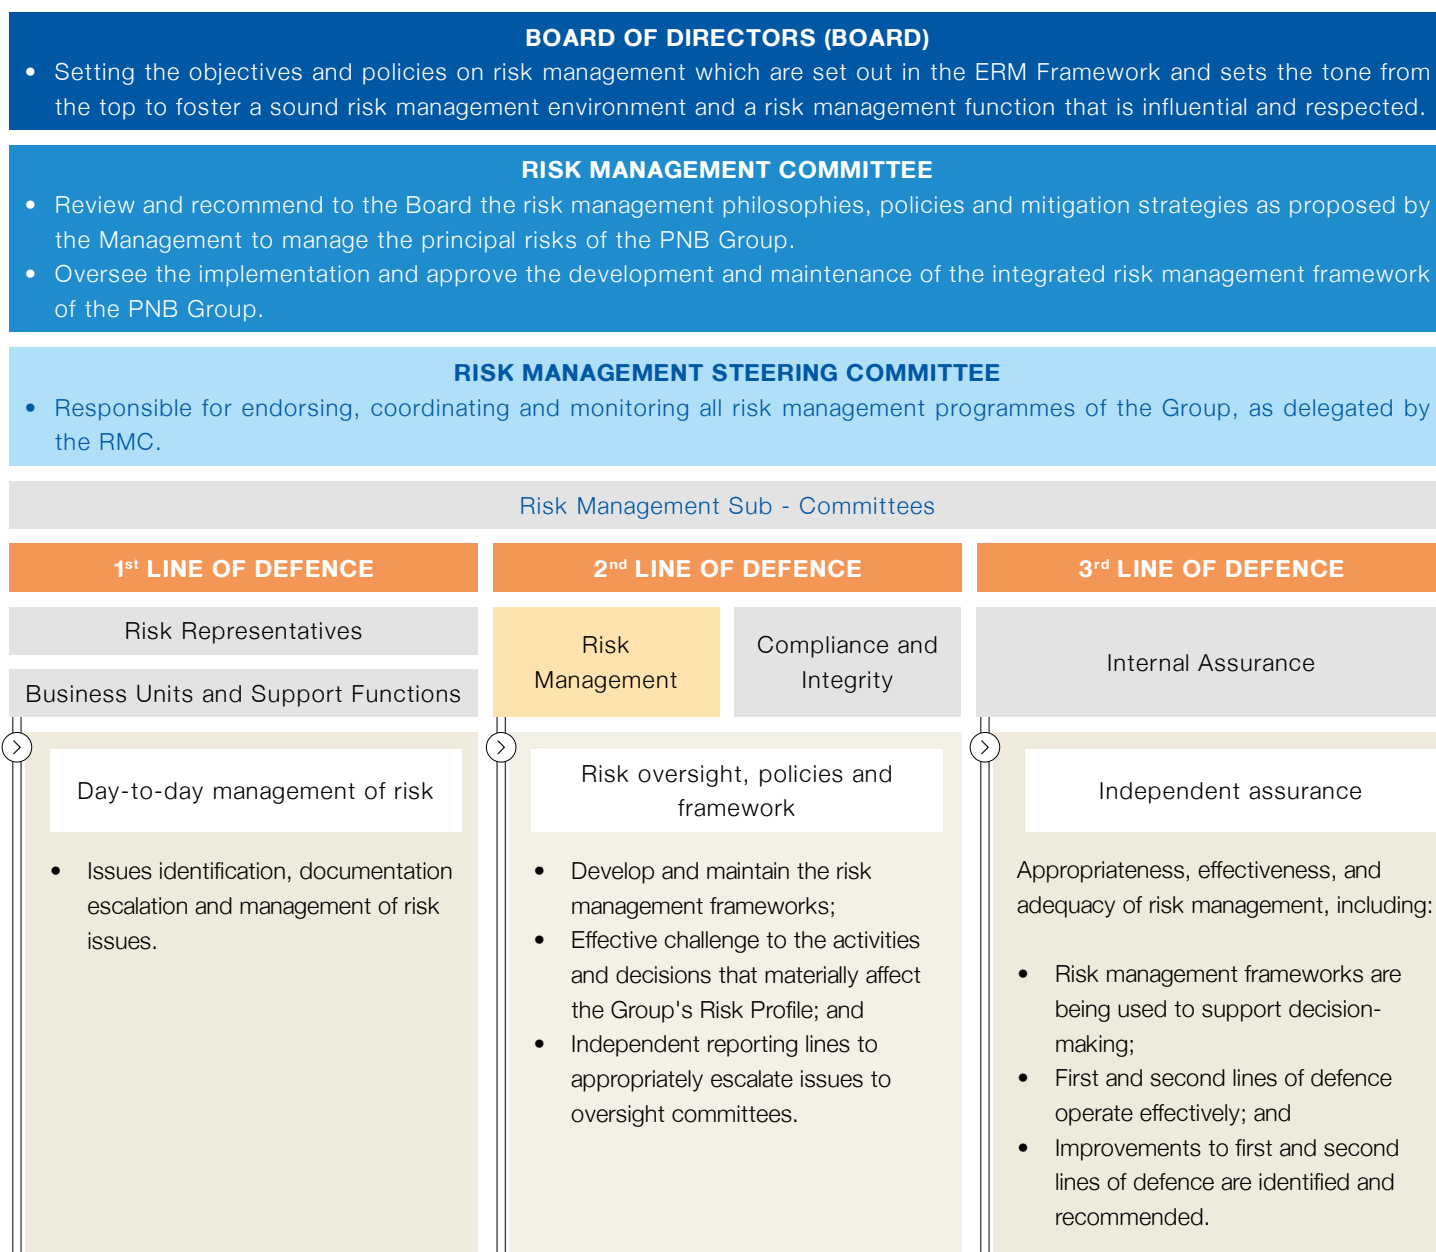 BOARD OF DIRECTORS (BOARD)
• Setting the objectives and policies on risk management which are set out in the ERM Framework and sets the tone from
the top to foster a sound risk management environment and a risk management function that is influential and respected.
RISK MANAGEMENT COMMITTEE
• Review and recommend to the Board the risk management philosophies, policies and mitigation strategies as proposed by
the Management to manage the principal risks of the PNB Group.
• Oversee the implementation and approve the development and maintenance of the integrated risk management framework
of the PNB Group.
RISK MANAGEMENT STEERING COMMITTEE
• Responsible for endorsing, coordinating and monitoring all risk management programmes of the Group, as delegated by
the RMC.
Risk Management Sub - Committees
1st LINE OF DEFENCE
Risk Representatives
Business Units and Support Functions
Day-to-day management of risk
• Issues identification, documentation
escalation and management of risk
issues.
2nd LINE OF DEFENCE
Risk
Management
Compliance and
Integrity
Risk oversight, policies and
framework
• Develop and maintain the risk
management frameworks;
• Effective challenge to the activities
and decisions that materially affect
the Group's Risk Profile; and
• Independent reporting lines to
appropriately escalate issues to
oversight committees.
3rd LINE OF DEFENCE
Internal Assurance
Independent assurance
Appropriateness, effectiveness, and
adequacy of risk management, including:
• Risk management frameworks are
being used to support decision-
making;
• First and second lines of defence
operate effectively; and
• Improvements to first and second
lines of defence are identified and
recommended.